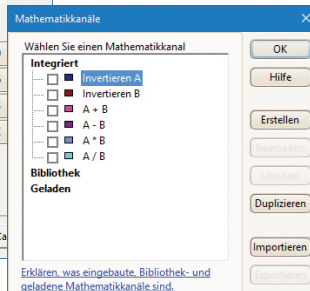 Mathematikkanäle
Wählen Sie einen Mathematikkanal
Integriert
Invertieren A
Invertieren B
A + B
A - B
A * B
A / B
Bibliothek
Geladen
Erklären, was eingebaute, Bibliothek- und
geladene Mathematikkanäle sind.
OK
Hilfe
Erstellen
Bearbeiten
Löschen
Duplizieren
Importieren
Exportieren